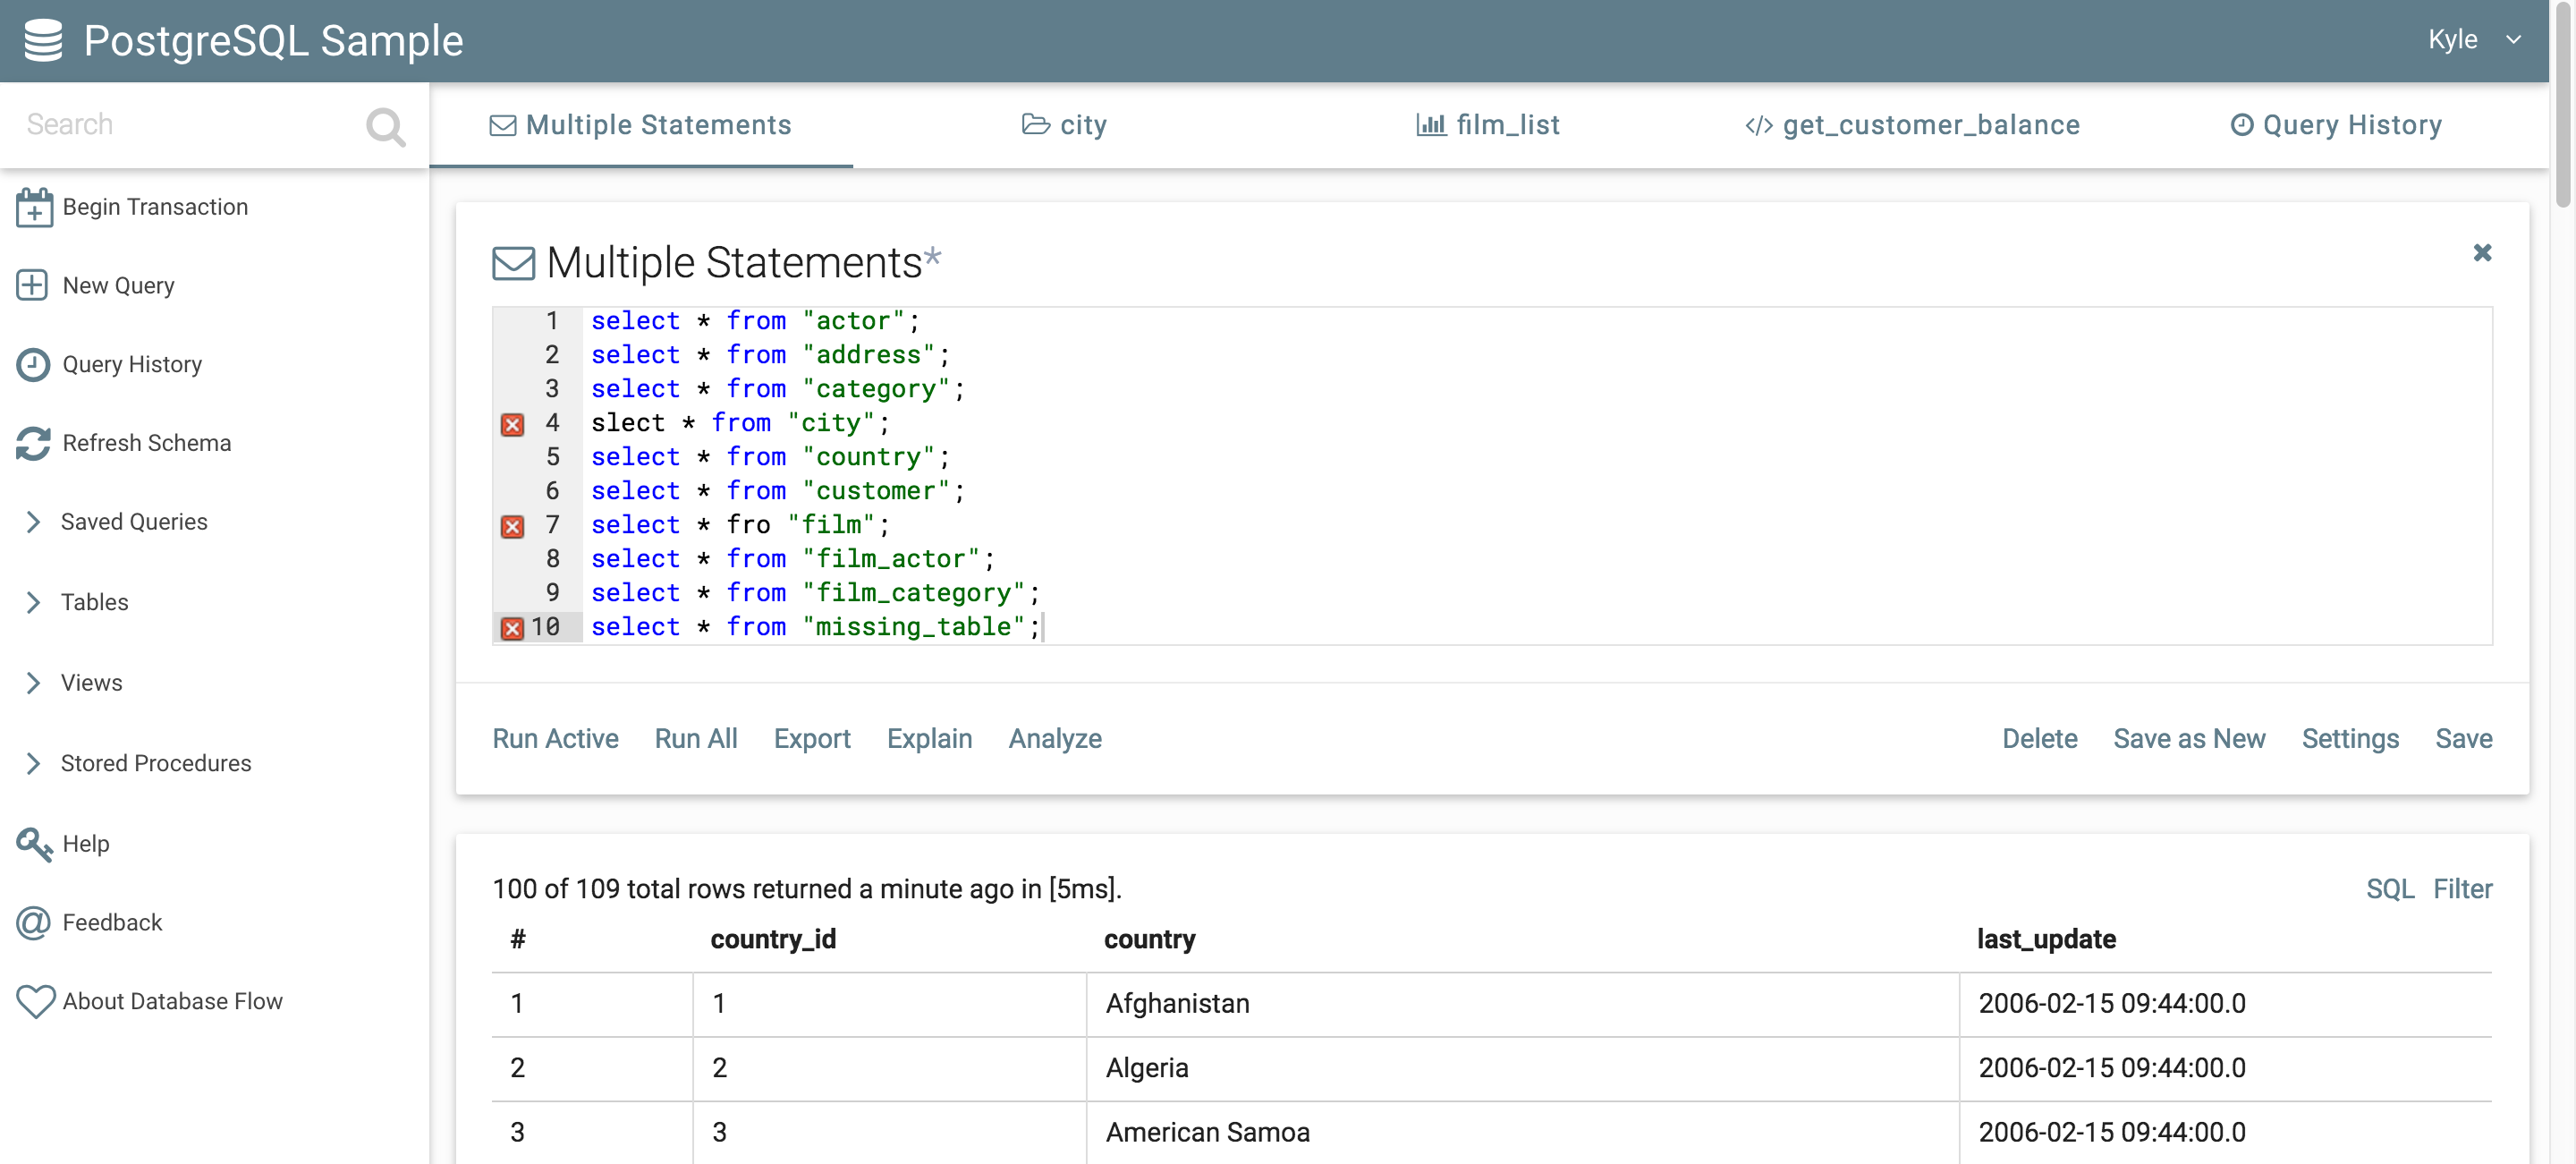 PostgreSQL Sample
Kyle
Search
Multiple Statements
city
film_list
</> get_customer_balance
Query History
Begin Transaction
New Query
Query History
Refresh Schema
Saved Queries
Tables
Views
Stored Procedures
Help
Feedback
About Database Flow
Multiple Statements*
1 select * from "actor";
2 select * from "address";
3 select * from "category";
4 slect * from "city";
5 select * from "country";
6 select * from "customer";
7 select * fro "film";
8 select * from "film_actor";
9 select * from "film_category";
10 select * from "missing_table";
Run Active Run All Export Explain Analyze Delete Save as New Settings Save
100 of 109 total rows returned a minute ago in [5ms]. SQL Filter
# country_id country last_update
1 1 Afghanistan 2006-02-15 09:44:00.0
2 2 Algeria 2006-02-15 09:44:00.0
3 3 American Samoa 2006-02-15 09:44:00.0